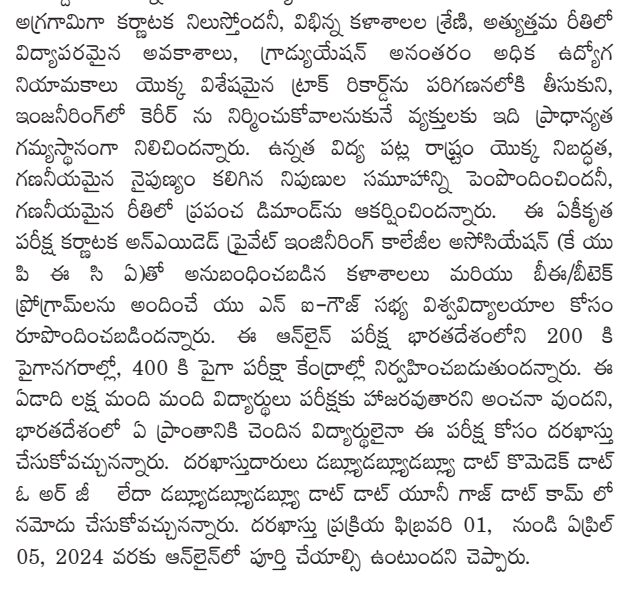 అగ్రగామిగా కర్ణాటక నిలుస్తోందనీ, విభిన్న కళాశాలల శ్రేణి, అత్యుత్తమ రీతిలో
విద్యాపరమైన అవకాశాలు, గ్రాడ్యుయేషన్ అనంతరం అధిక ఉద్యోగ
నియామకాలు యొక్క విశేషమైన ట్రాక్ రికార్డ్‌ను పరిగణనలోకి తీసుకుని,
ఇంజనీరింగ్‌లో కెరీర్ ను నిర్మించుకోవాలనుకునే వ్యక్తులకు ఇది ప్రాధాన్యత
గమ్యస్థానంగా నిలిచిందన్నారు. ఉన్నత విద్య పట్ల రాష్ట్రం యొక్క నిబద్ధత,
గణనీయమైన నైపుణ్యం కలిగిన నిపుణుల సమూహాన్ని పెంపొందించిందనీ,
గణనీయమైన రీతిలో ప్రపంచ డిమాండ్‌ను ఆకర్షించిందన్నారు. ఈ ఏకీకృత
పరీక్ష కర్ణాటక అన్‌ఎయిడెడ్ ప్రైవేట్ ఇంజినీరింగ్ కాలేజీల అసోసియేషన్ (కే యు
పి ఈ సి ఏ)తో అనుబంధించబడిన కళాశాలలు మరియు బీఈ/బీటెక్
ప్రోగ్రామ్‌లను అందించే యు ఎన్ ఐ-గౌజ్ సభ్య విశ్వవిద్యాలయాల కోసం
రూపొందించబడిందన్నారు. ఈ ఆన్‌లైన్ పరీక్ష భారతదేశంలోని 200 కి
పైగానగరాల్లో, 400 కి పైగా పరీక్షా కేంద్రాల్లో నిర్వహించబడుతుందన్నారు. ఈ
ఏడాది లక్ష మంది మంది విద్యార్థులు పరీక్షకు హాజరవుతారని అంచనా వుందని,
భారతదేశంలో ఏ ప్రాంతానికి చెందిన విద్యార్థులైనా ఈ పరీక్ష కోసం దరఖాస్తు
చేసుకోవచ్చునన్నారు. దరఖాస్తుదారులు డబ్ల్యూడబ్ల్యూడబ్ల్యూ డాట్ కొమెడెక్ డాట్
ఓ అర్ జీ లేదా డబ్ల్యూడబ్ల్యూడబ్ల్యూ డాట్ డాట్ యూనీ గాజ్ డాట్ కామ్ లో
నమోదు చేసుకోవచ్చునన్నారు. దరఖాస్తు ప్రక్రియ ఫిబ్రవరి 01, నుండి ఏప్రిల్
05, 2024 వరకు ఆన్‌లైన్‌లో పూర్తి చేయాల్సి ఉంటుందని చెప్పారు.